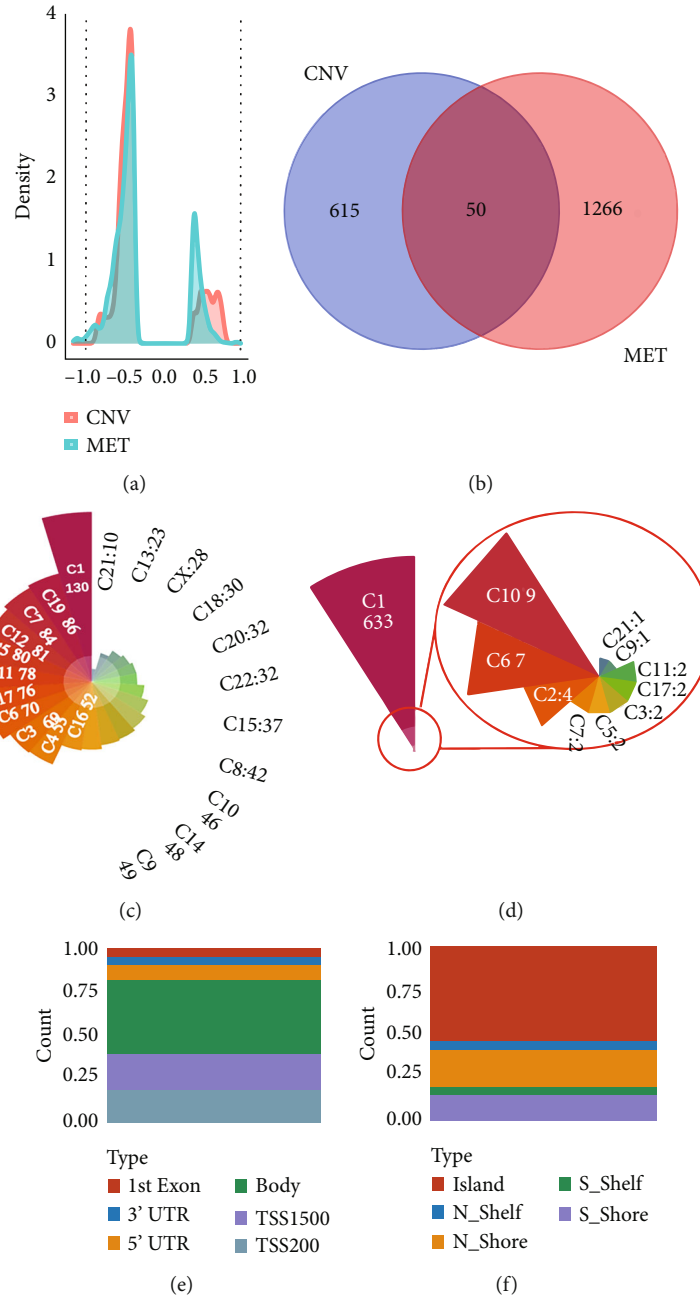 4
3
2
1
0
Density
−1.0 −0.5 0.0 0.5 1.0
CNV
MET
(a)
CNV
615 50 1266
MET
(b)
C1
130
C19 86
C7 84
C12 81
5 80
11 78
17 76
C6 70
C3 69
C4 53
C16 52
C21:10
C13:23
CX:28
C18:30
C20:32
C22:32
C15:37
C8:42
C10
46
C14
48
C9
49
(c)
C1
633
C10 9
C6 7
C2:4
C7:2
C5:2
C3:2
C17:2
C11:2
C9:1
C21:1
(d)
1.00
0.75
0.50
0.25
0.00
Count
Type
1st Exon
3' UTR
5' UTR
Body
TSS1500
TSS200
(e)
1.00
0.75
0.50
0.25
0.00
Count
Type
Island
N_Shelf
N_Shore
S_Shelf
S_Shore
(f)